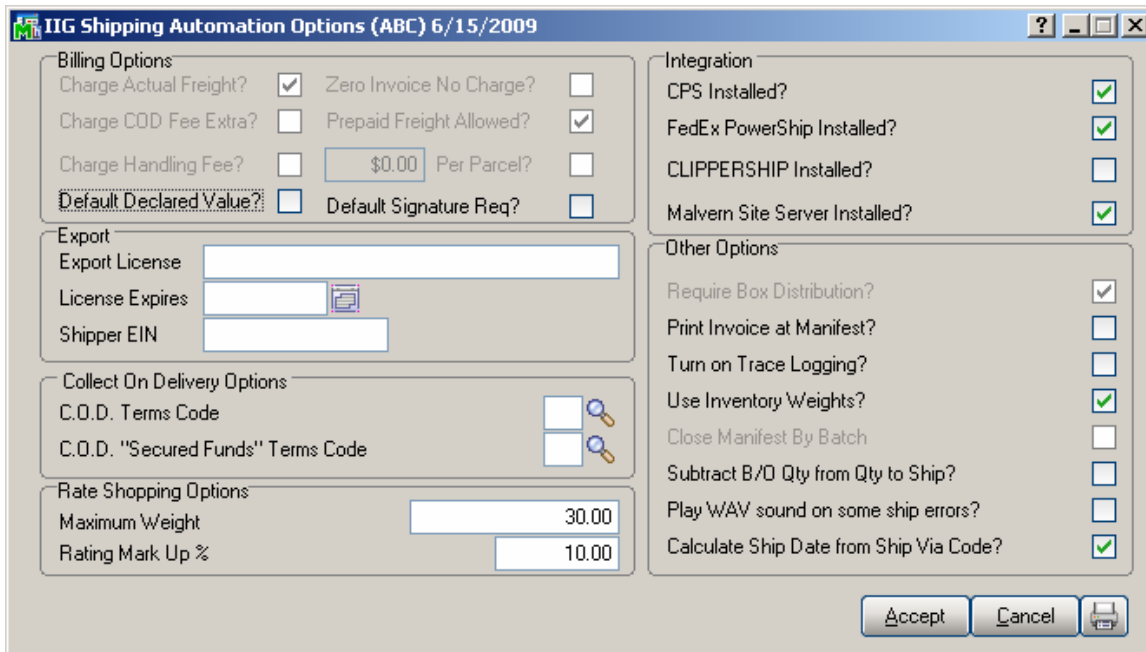 IIG Shipping Automation Options (ABC) 6/15/2009
Billing Options
Charge Actual Freight? Zero Invoice No Charge?
Charge COD Fee Extra? Prepaid Freight Allowed?
Charge Handling Fee? $0.00 Per Parcel?
Default Declared Value? Default Signature Req?
Export
Export License
License Expires
Shipper EIN
Collect On Delivery Options
C.O.D. Terms Code
C.O.D. "Secured Funds" Terms Code
Rate Shopping Options
Maximum Weight 30.00
Rating Mark Up % 10.00
Integration
CPS Installed?
FedEx PowerShip Installed?
CLIPPERSHIP Installed?
Malvern Site Server Installed?
Other Options
Require Box Distribution?
Print Invoice at Manifest?
Turn on Trace Logging?
Use Inventory Weights?
Close Manifest By Batch
Subtract B/O Qty from Qty to Ship?
Play WAV sound on some ship errors?
Calculate Ship Date from Ship Via Code?
Accept Cancel